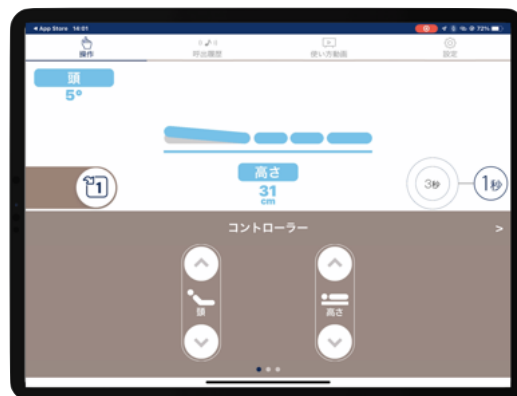 App Store 14:01
72%
操作
呼出履歴
使い方動画
設定
頭
5°
高さ
31
cm
1
3秒
1秒
コントローラー
>
頭
高さ